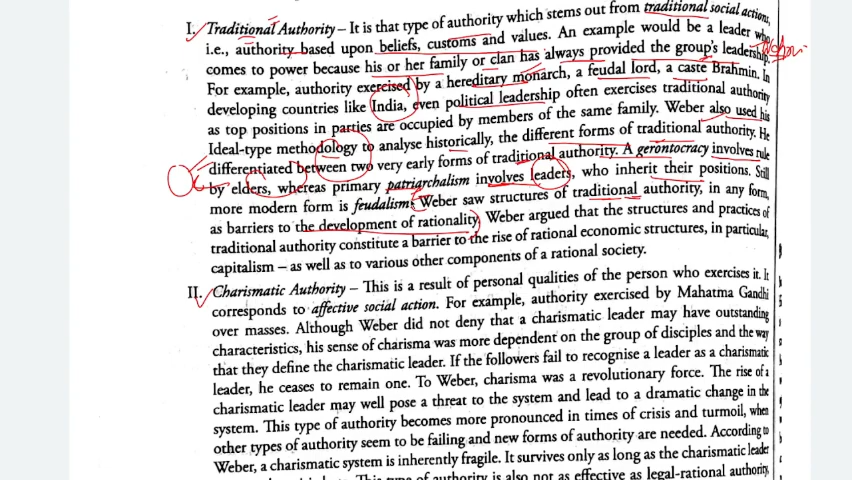 I. Traditional Authority – It is that type of authority which stems out from traditional social actions,
i.e., authority based upon beliefs, customs and values. An example would be a leader who
comes to power because his or her family or clan has always provided the group's leadership.
For example, authority exercised by a hereditary monarch, a feudal lord, a caste Brahmin. In
developing countries like India, even political leadership often exercises traditional authority
as top positions in parties are occupied by members of the same family. Weber also used his
Ideal-type methodology to analyse historically, the different forms of traditional authority. He
differentiated between two very early forms of traditional authority. A gerontocracy involves rule
by elders, whereas primary patriarchalism involves leaders, who inherit their positions. Still
more modern form is feudalism. Weber saw structures of traditional authority, in any form,
as barriers to the development of rationality. Weber argued that the structures and practices of
traditional authority constitute a barrier to the rise of rational economic structures, in particular,
capitalism – as well as to various other components of a rational society.
II. Charismatic Authority – This is a result of personal qualities of the person who exercises it. It
corresponds to affective social action. For example, authority exercised by Mahatma Gandhi
over masses. Although Weber did not deny that a charismatic leader may have outstanding
characteristics, his sense of charisma was more dependent on the group of disciples and the way
that they define the charismatic leader. If the followers fail to recognise a leader as a charismatic
leader, he ceases to remain one. To Weber, charisma was a revolutionary force. The rise of a
charismatic leader may well pose a threat to the system and lead to a dramatic change in the
system. This type of authority becomes more pronounced in times of crisis and turmoil, when
other types of authority seem to be failing and new forms of authority are needed. According to
Weber, a charismatic system is inherently fragile. It survives only as long as the charismatic leader
This type of authority is also not as effective as legal-rational authority,